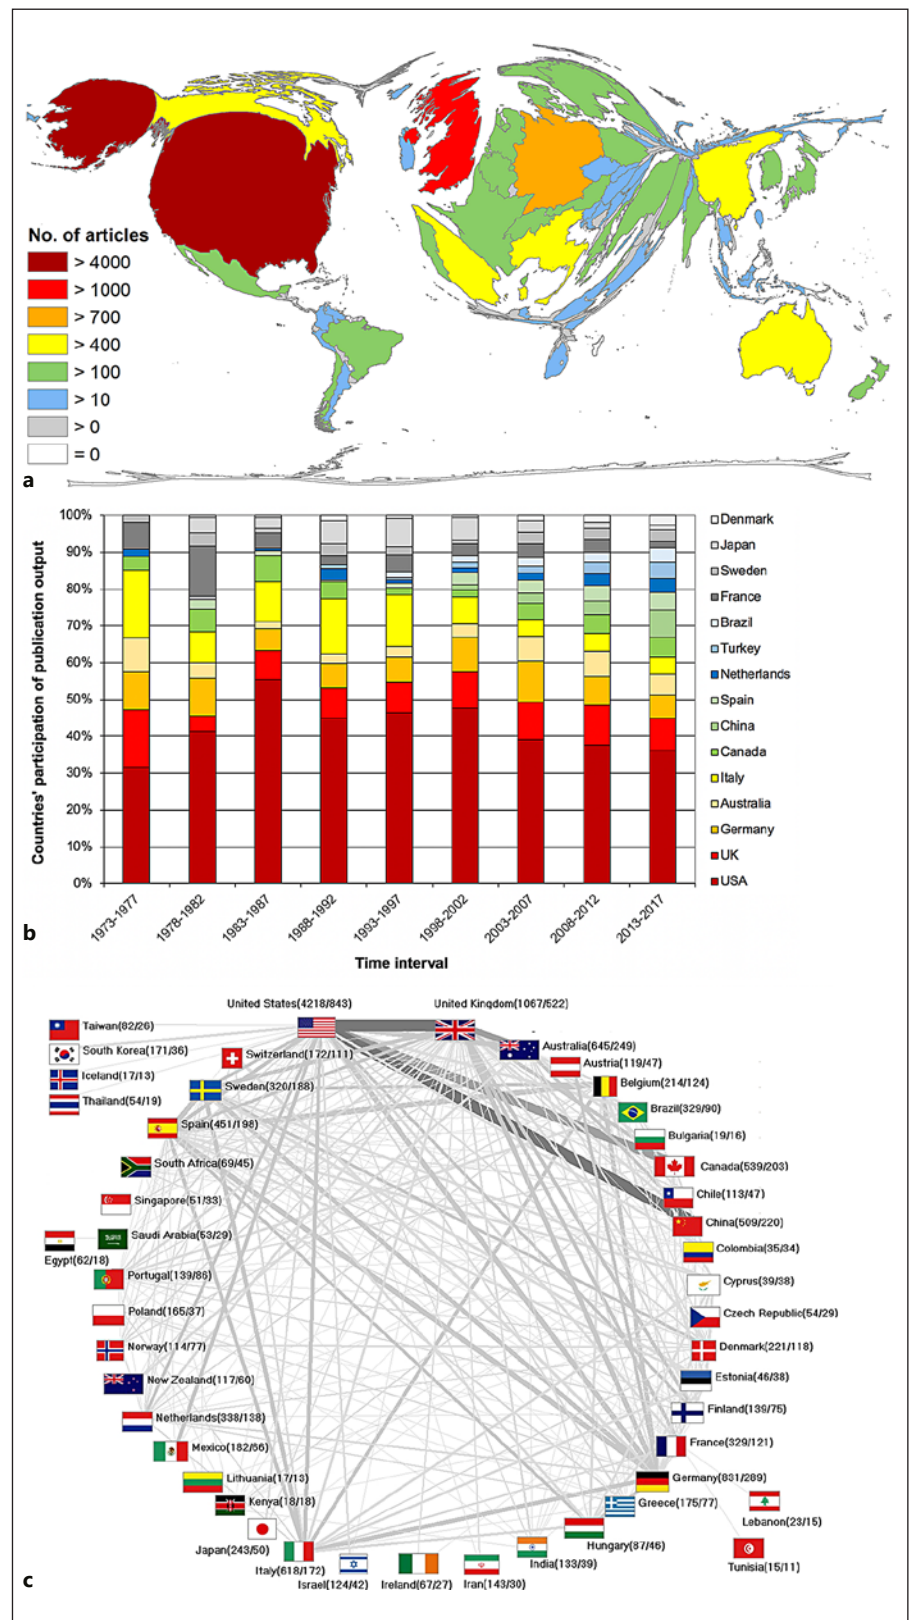 No. of articles
> 4000
> 1000
> 700
> 400
> 100
> 10
> 0
= 0
a
Countries' participation of publication output
100%
90%
80%
70%
60%
50%
40%
30%
20%
10%
0%
1973-1977
1978-1982
1983-1987
1988-1992
1993-1997
1998-2002
2003-2007
2008-2012
2013-2017
Time interval
Denmark
Japan
Sweden
France
Brazil
Turkey
Netherlands
Spain
China
Canada
Italy
Australia
Germany
UK
USA
b
United States(4218/843)
United Kingdom(1067/522)
Taiwan(82/26)
South Korea(171/36)
Iceland(17/13)
Thailand(54/19)
Switzerland(172/111)
Sweden(320/188)
Spain(451/198)
South Africa(69/45)
Singapore(51/33)
Saudi Arabia(53/29)
Egypt(62/18)
Portugal(139/86)
Poland(165/37)
Norway(114/77)
New Zealand(117/60)
Netherlands(338/138)
Mexico(182/66)
Lithuania(17/13)
Kenya(18/18)
Japan(243/50)
Italy(618/172)
Israel(124/42)
Ireland(67/27)
Iran(143/30)
India(133/39)
Hungary(87/46)
Greece(175/77)
Germany(831/289)
Lebanon(23/15)
Tunisia(15/11)
France(329/121)
Finland(139/75)
Estonia(46/38)
Denmark(221/118)
Czech Republic(54/29)
Cyprus(39/38)
Colombia(35/34)
China(509/220)
Chile(113/47)
Canada(539/203)
Bulgaria(19/16)
Brazil(329/90)
Belgium(214/124)
Austria(119/47)
Australia(645/249)
c